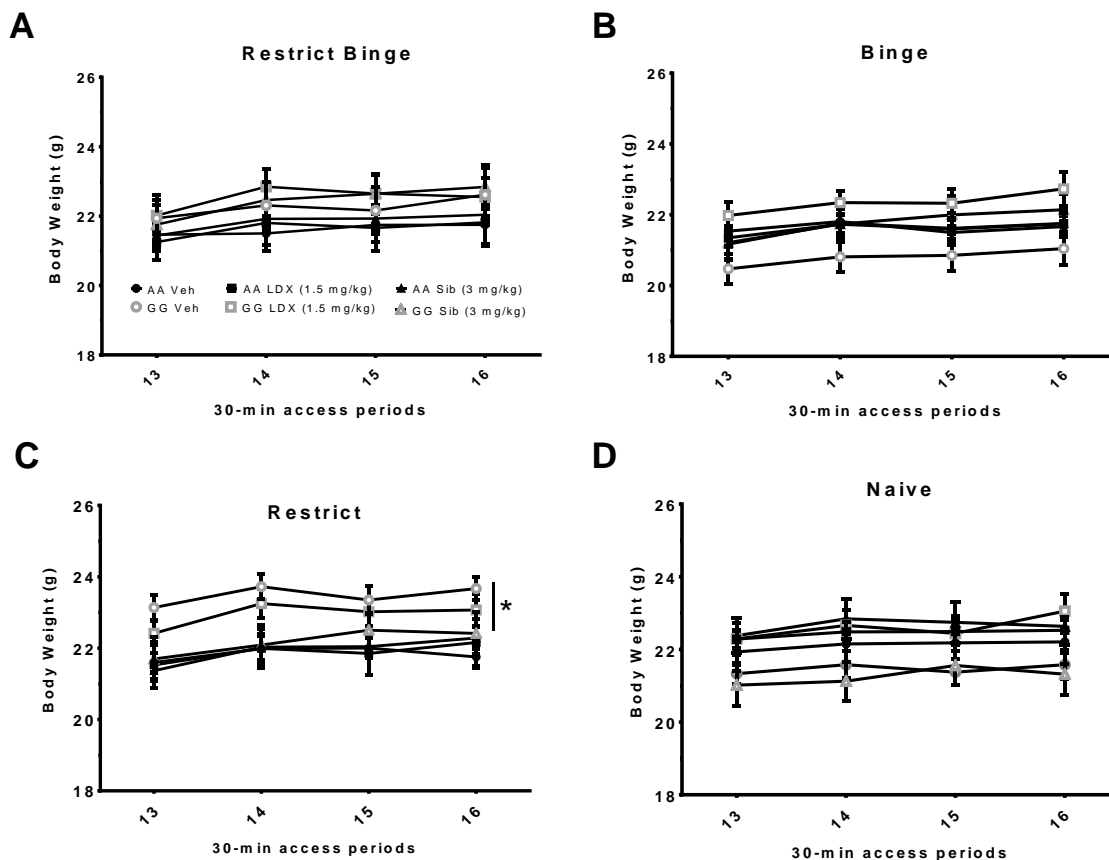 A
Restrict Binge
26
24
22
20
18
Body Weight (g)
AA Veh
AA LDX (1.5 mg/kg)
AA Sib (3 mg/kg)
GG Veh
GG LDX (1.5 mg/kg)
GG Sib (3 mg/kg)
13
14
15
16
30-min access periods
B
Binge
26
24
22
20
18
Body Weight (g)
13
14
15
16
30-min access periods
C
Restrict
26
24
22
20
18
Body Weight (g)
*
13
14
15
16
30-min access periods
D
Naive
26
24
22
20
18
Body Weight (g)
13
14
15
16
30-min access periods